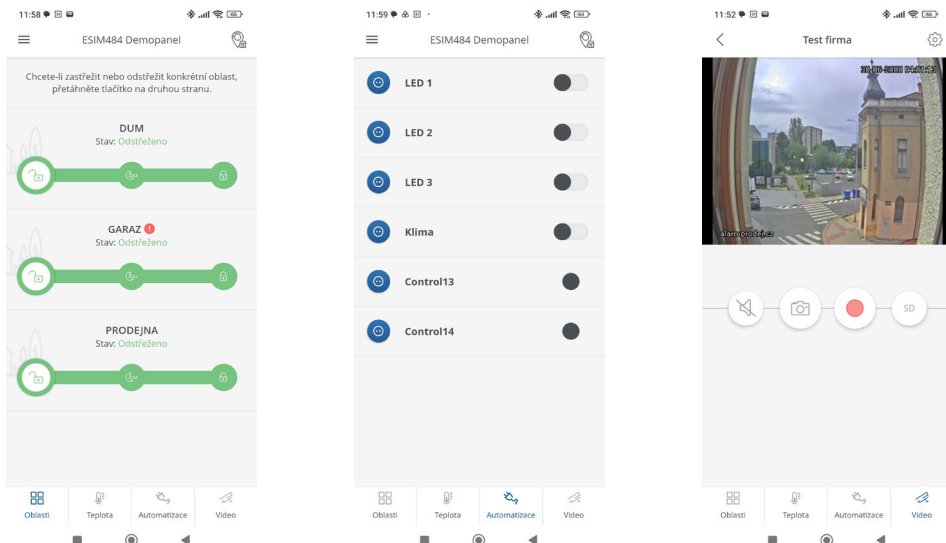 11:58
ESIM484 Demopanel
Chcete-li zastřežit nebo odstřežit konkrétní oblast,
přetáhněte tlačítko na druhou stranu.
DUM
Stav: Odstřeženo
GARAZ
Stav: Odstřeženo
PRODEJNA
Stav: Odstřeženo
Oblasti Teplota Automatizace Video
11:59
ESIM484 Demopanel
LED 1
LED 2
LED 3
Klima
Control13
Control14
Oblasti Teplota Automatizace Video
11:52
Test firma
alarmprodej.cz
SD
Oblasti Teplota Automatizace Video